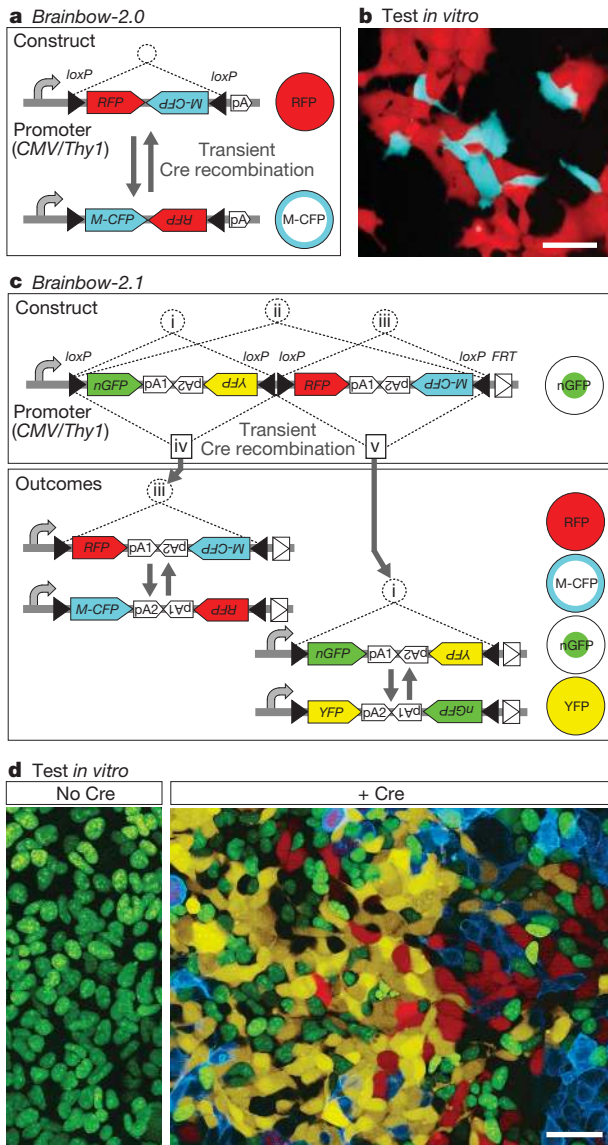 a Brainbow-2.0
Construct
loxP loxP
RFP M-CFP pA RFP
Promoter
(CMV/Thy1)
Transient
Cre recombination
M-CFP RFP pA M-CFP
b Test in vitro
c Brainbow-2.1
Construct
i ii iii
loxP loxP loxP loxP FRT
nGFP pA1 pA2 YFP RFP pA1 pA2 M-CFP nGFP
Promoter
(CMV/Thy1)
iv Transient v
Cre recombination
Outcomes
iii
RFP pA1 pA2 M-CFP RFP
M-CFP pA2 pA1 RFP M-CFP
i
nGFP pA1 pA2 YFP nGFP
YFP pA2 pA1 nGFP YFP
d Test in vitro
No Cre + Cre